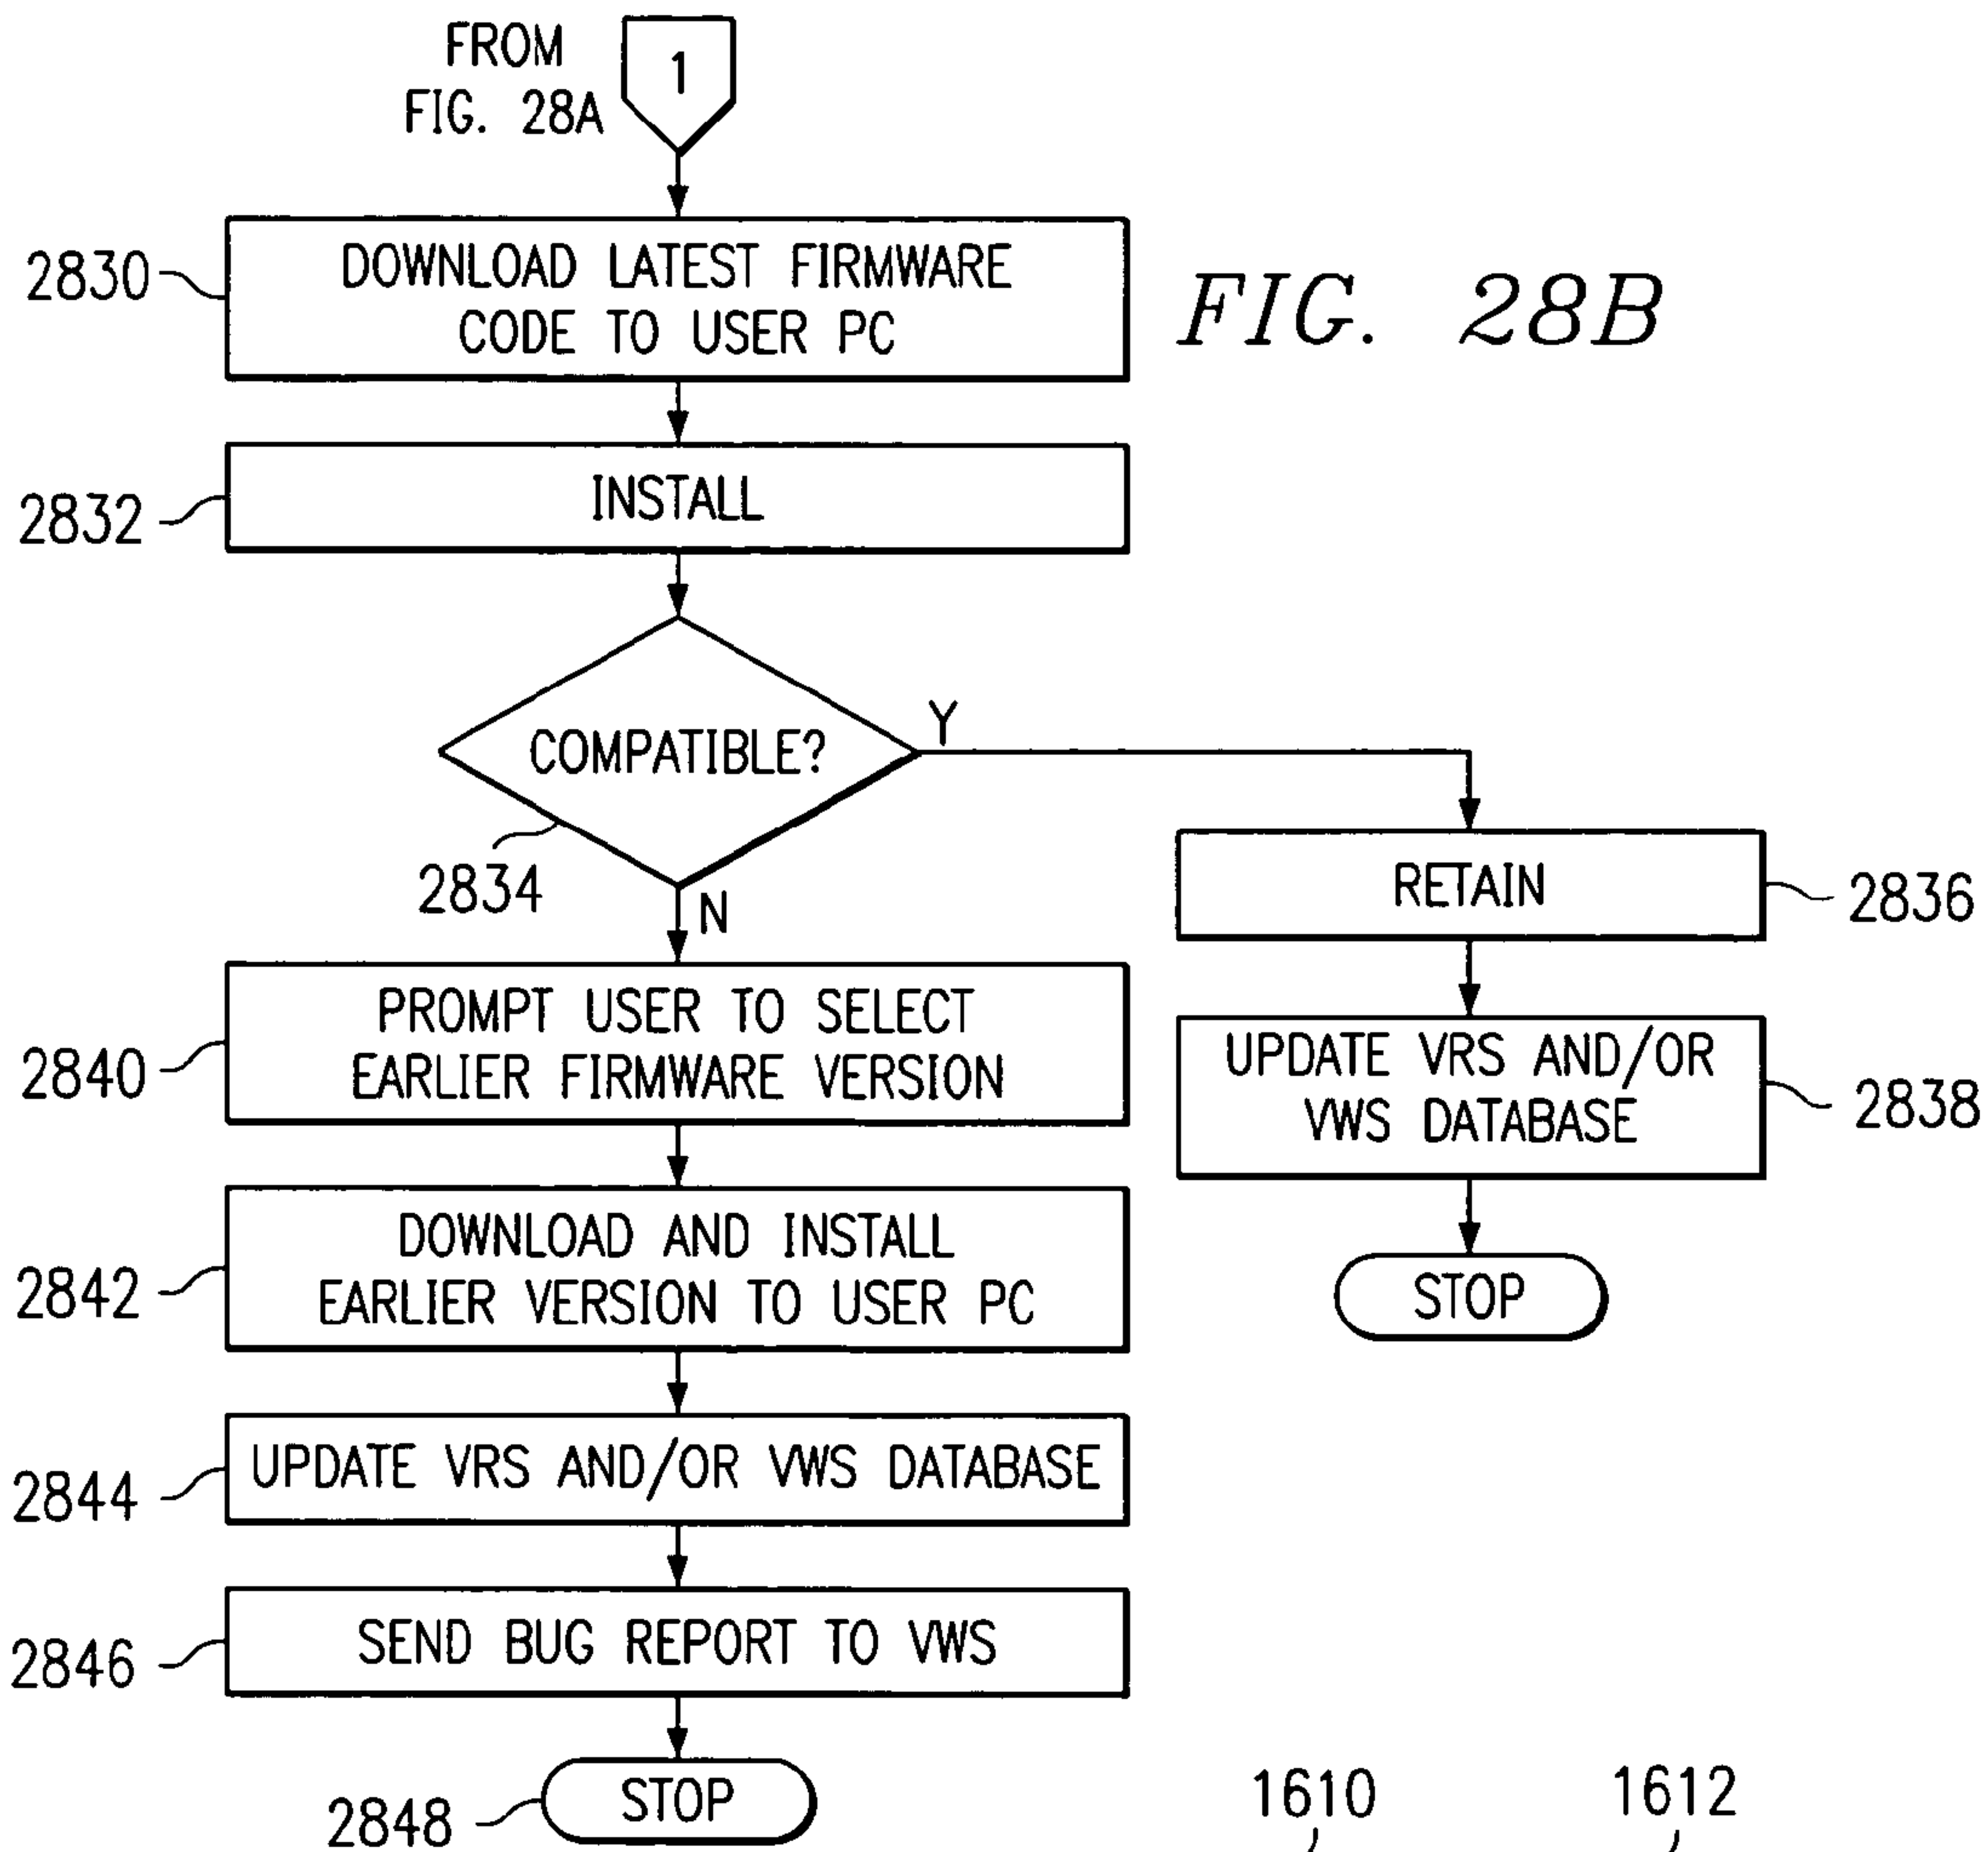 FROM
FIG. 28A
1
2830
DOWNLOAD LATEST FIRMWARE
CODE TO USER PC
FIG. 28B
2832
INSTALL
COMPATIBLE?
Y
2834
N
RETAIN
2836
UPDATE VRS AND/OR
VWS DATABASE
2838
STOP
2840
PROMPT USER TO SELECT
EARLIER FIRMWARE VERSION
2842
DOWNLOAD AND INSTALL
EARLIER VERSION TO USER PC
2844
UPDATE VRS AND/OR VWS DATABASE
2846
SEND BUG REPORT TO VWS
2848
STOP
1610
1612